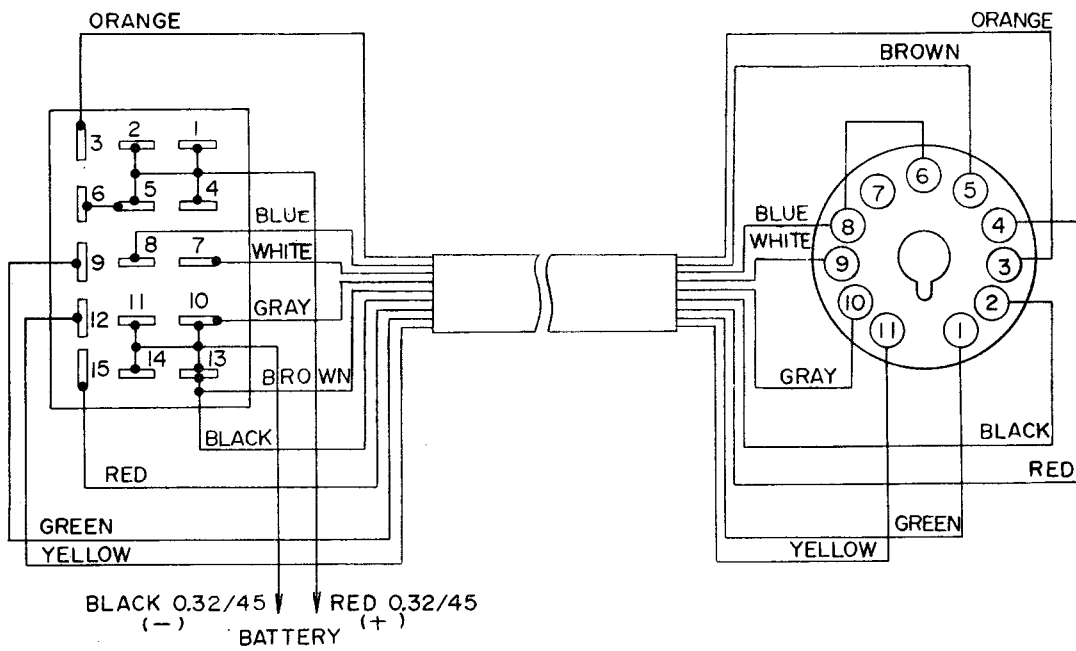 ORANGE
ORANGE
BROWN
2 1
3
6 5 4
6
7 5
BLUE
BLUE
8 4
8 7
WHITE
WHITE
9
9 3
11 10
12
GRAY
10 2
11 1
15 14 13
BROWN
GRAY
BLACK
BLACK
RED
RED
GREEN
GREEN
YELLOW
YELLOW
BLACK 0.32/45
(-)
RED 0.32/45
(+)
BATTERY